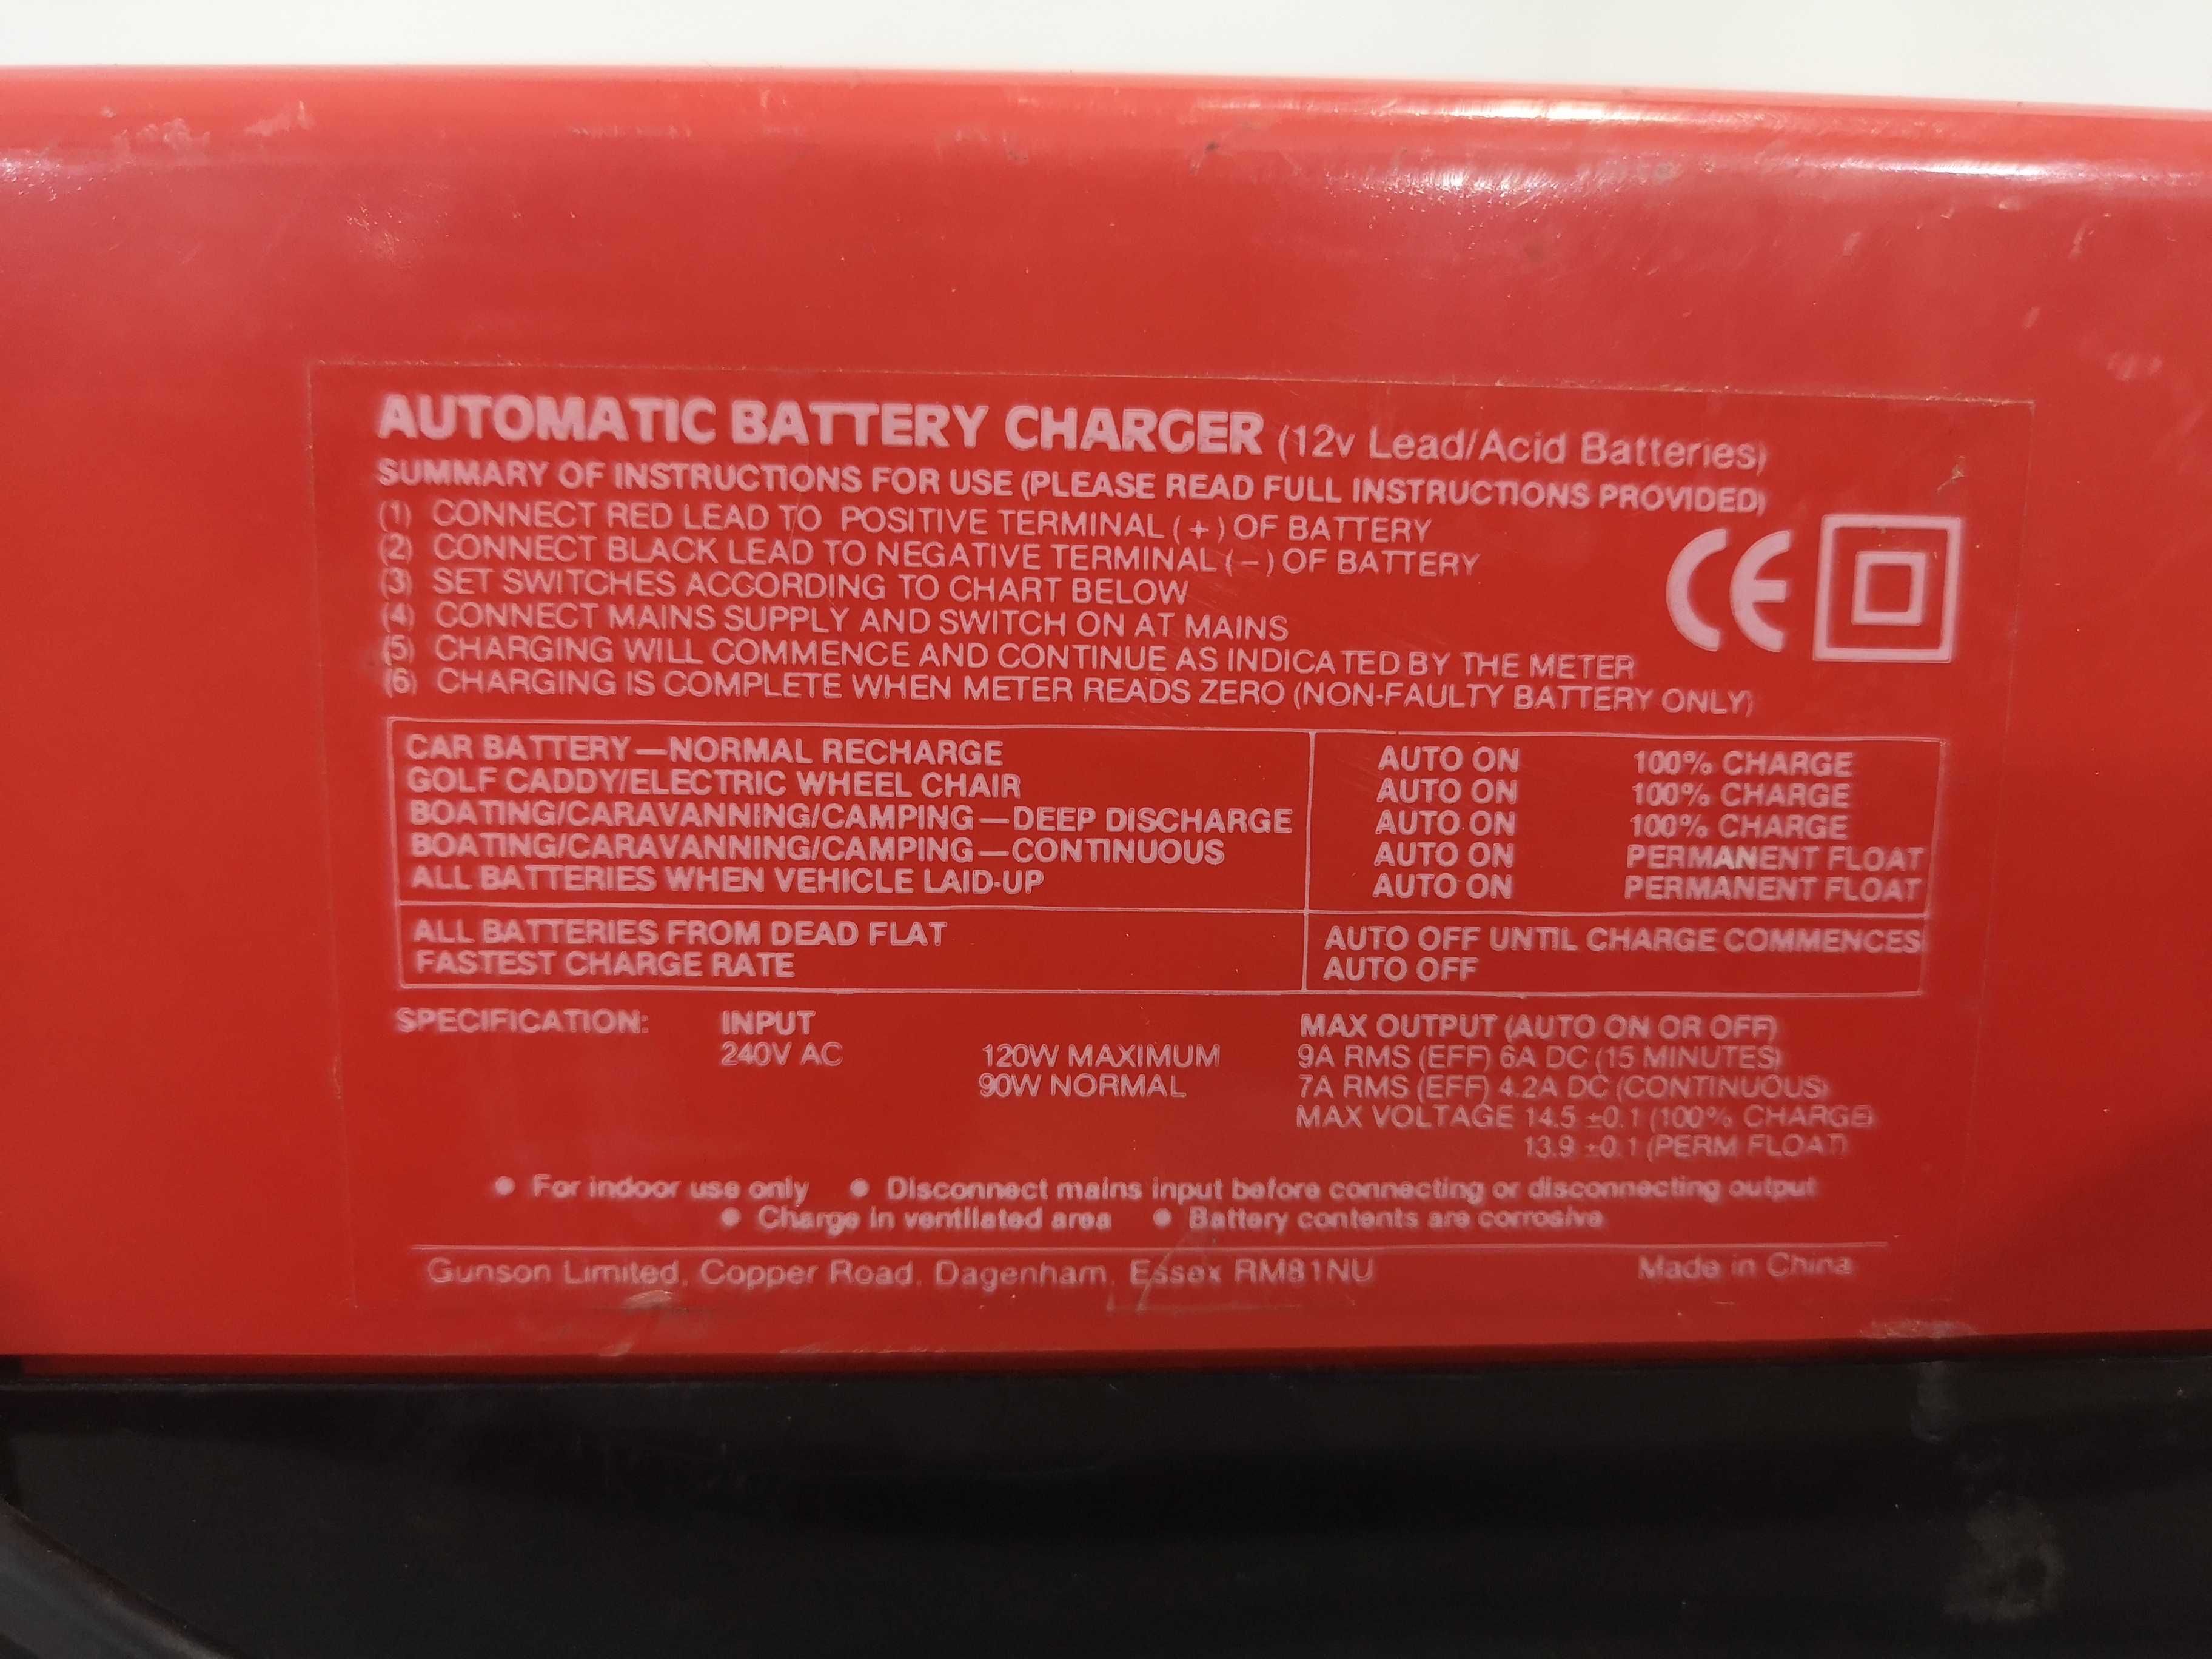 AUTOMATIC BATTERY CHARGER (12v Lead/Acid Batteries)
SUMMARY OF INSTRUCTIONS FOR USE (PLEASE READ FULL INSTRUCTIONS PROVIDED)
(1) CONNECT RED LEAD TO POSITIVE TERMINAL (+) OF BATTERY
(2) CONNECT BLACK LEAD TO NEGATIVE TERMINAL (−) OF BATTERY
(3) SET SWITCHES ACCORDING TO CHART BELOW
(4) CONNECT MAINS SUPPLY AND SWITCH ON AT MAINS
(5) CHARGING WILL COMMENCE AND CONTINUE AS INDICATED BY THE METER
(6) CHARGING IS COMPLETE WHEN METER READS ZERO (NON-FAULTY BATTERY ONLY)
CE
CAR BATTERY—NORMAL RECHARGE AUTO ON 100% CHARGE
GOLF CADDY/ELECTRIC WHEEL CHAIR AUTO ON 100% CHARGE
BOATING/CARAVANNING/CAMPING—DEEP DISCHARGE AUTO ON 100% CHARGE
BOATING/CARAVANNING/CAMPING—CONTINUOUS AUTO ON PERMANENT FLOAT
ALL BATTERIES WHEN VEHICLE LAID-UP AUTO ON PERMANENT FLOAT
ALL BATTERIES FROM DEAD FLAT AUTO OFF UNTIL CHARGE COMMENCES
FASTEST CHARGE RATE AUTO OFF
SPECIFICATION: INPUT MAX OUTPUT (AUTO ON OR OFF)
240V AC 120W MAXIMUM 9A RMS (EFF) 6A DC (15 MINUTES)
90W NORMAL 7A RMS (EFF) 4.2A DC (CONTINUOUS)
MAX VOLTAGE 14.5 ±0.1 (100% CHARGE)
13.9 ±0.1 (PERM FLOAT)
● For indoor use only ● Disconnect mains input before connecting or disconnecting output
● Charge in ventilated area ● Battery contents are corrosive
Gunson Limited, Copper Road, Dagenham, Essex RM81NU Made in China